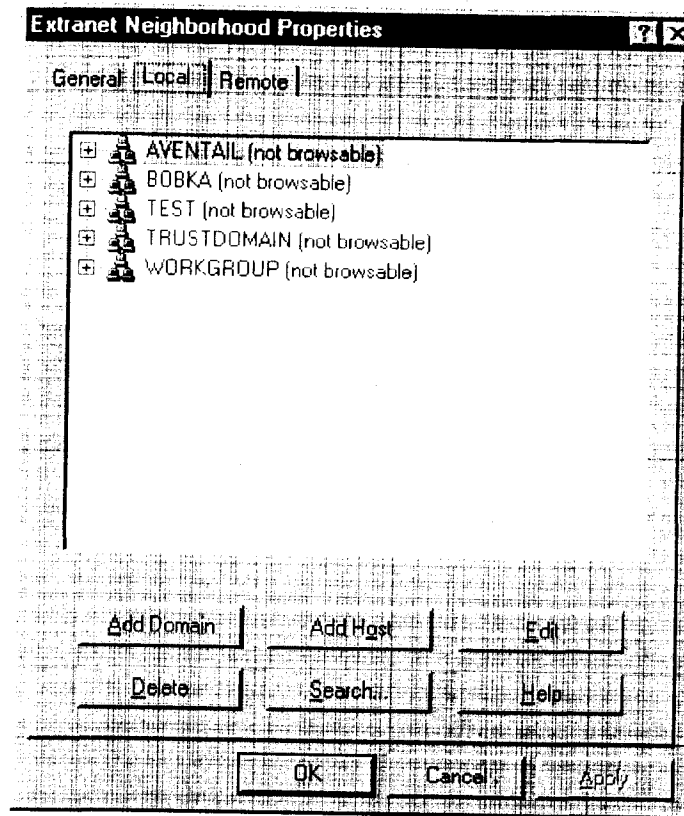 Extranet Neighborhood Properties
General Local Remote
AVENTAIL (not browsable)
BOBKA (not browsable)
TEST (not browsable)
TRUSTDOMAIN (not browsable)
WORKGROUP (not browsable)
Add Domain Add Host Edit
Delete... Search... Help...
OK Cancel Apply